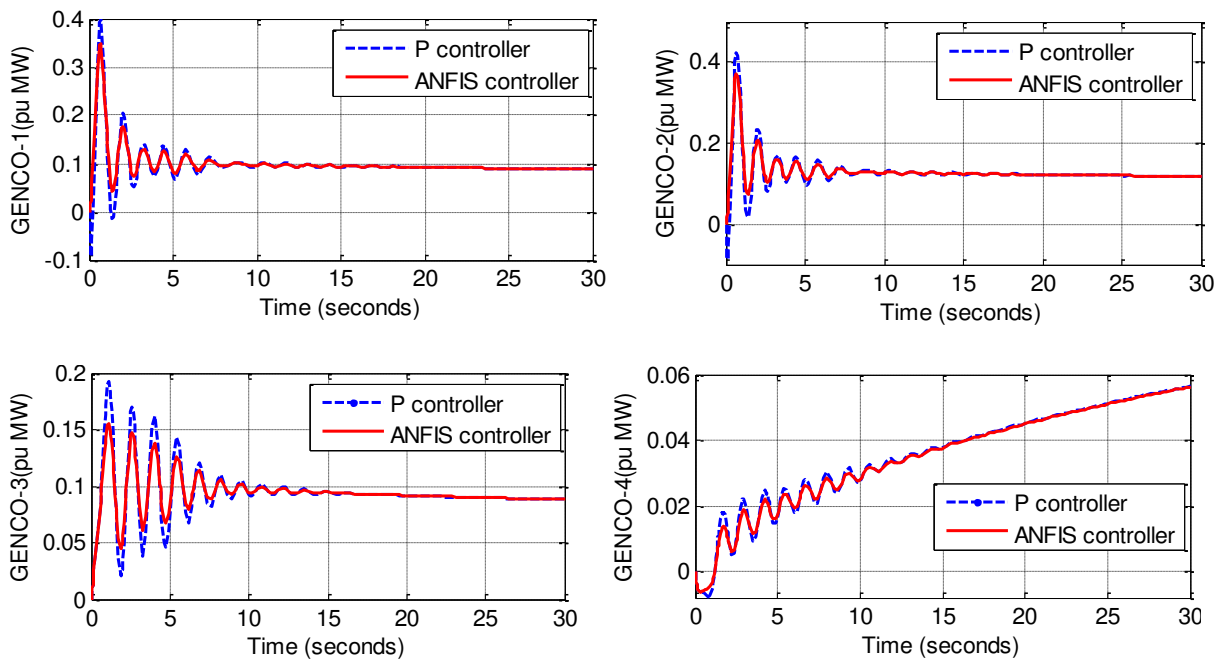 GENCO-1(pu MW)
0.4
0.3
0.2
0.1
0
-0.1
P controller
ANFIS controller
0 5 10 15 20 25 30
Time (seconds)
GENCO-2(pu MW)
0.4
0.2
0
P controller
ANFIS controller
0 5 10 15 20 25 30
Time (seconds)
GENCO-3(pu MW)
0.2
0.15
0.1
0.05
0
P controller
ANFIS controller
0 5 10 15 20 25 30
Time (seconds)
GENCO-4(pu MW)
0.06
0.04
0.02
0
P controller
ANFIS controller
0 5 10 15 20 25 30
Time (seconds)